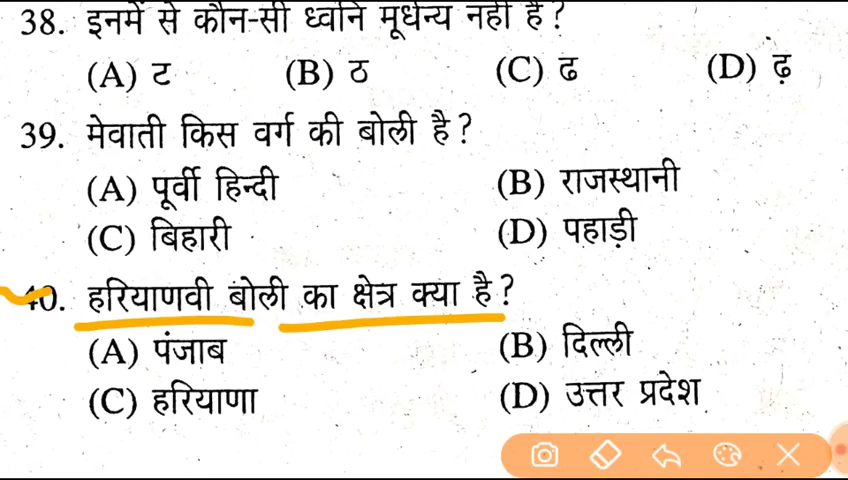 38. इनमें से कौन-सी ध्वनि मूर्धन्य नहीं है?
(A) ट (B) ठ (C) ढ (D) ढ़
39. मेवाती किस वर्ग की बोली है?
(A) पूर्वी हिन्दी (B) राजस्थानी
(C) बिहारी (D) पहाड़ी
40. हरियाणवी बोली का क्षेत्र क्या है?
(A) पंजाब (B) दिल्ली
(C) हरियाणा (D) उत्तर प्रदेश